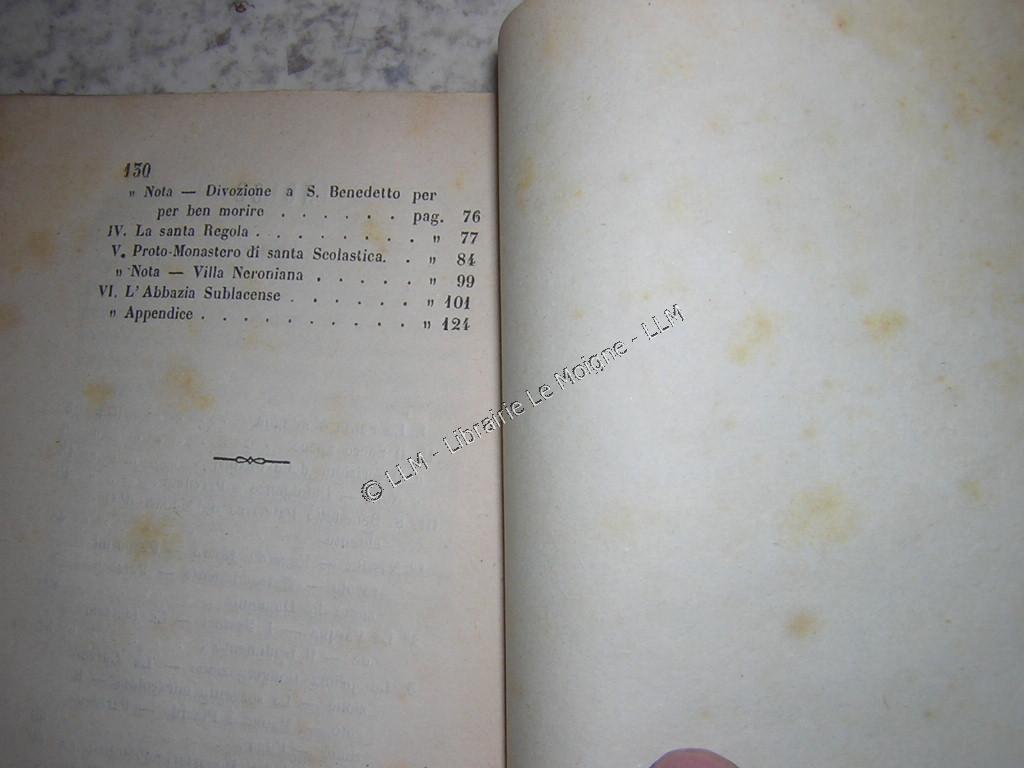 130
" Nota — Divozione a S. Benedetto per
per ben morire . . . . . . pag. 76
IV. La santa Regola . . . . . . . . " 77
V. Proto-Monastero di santa Scolastica. . " 84
" Nota — Villa Neroniana . . . . . " 99
VI. L'Abbazia Sublacense . . . . . . " 101
" Appendice . . . . . . . . . . " 124
© LLM - Librairie Le Moigne - LLM